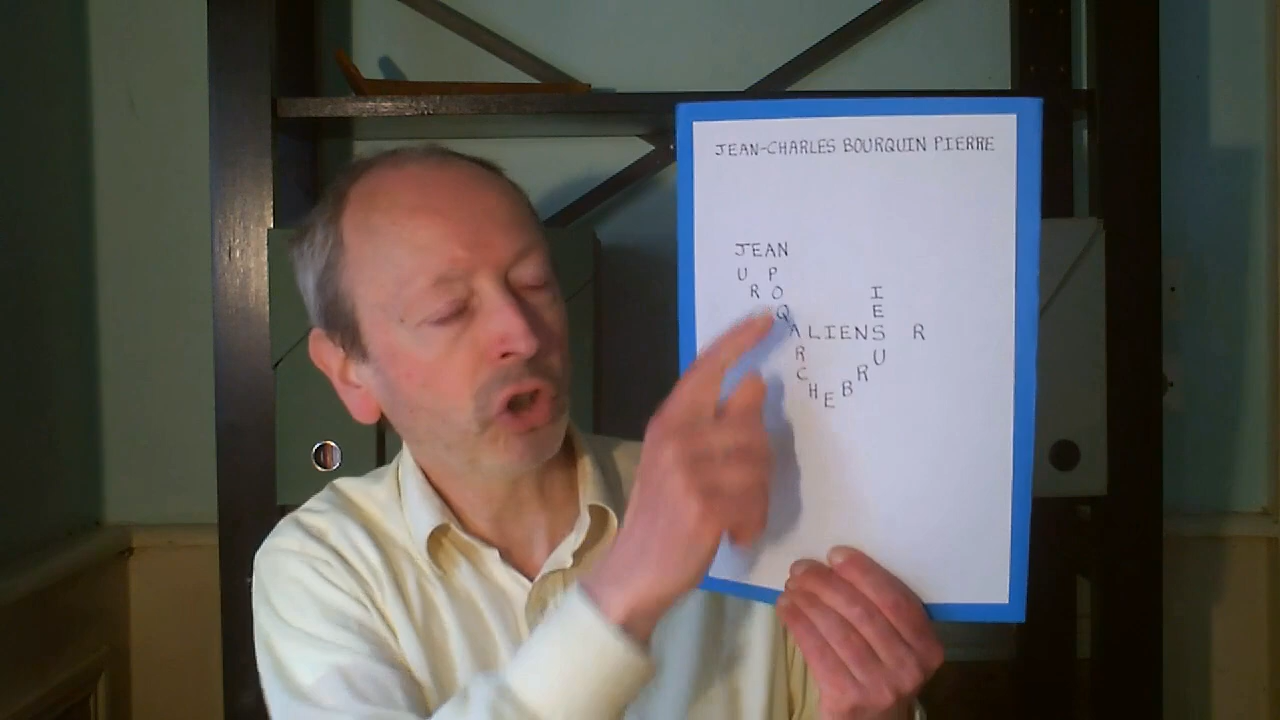 JEAN-CHARLES BOURQUIN PIERRE
JEAN
U P
R O I
Q E
ALIENS R
R U
C R
H E B